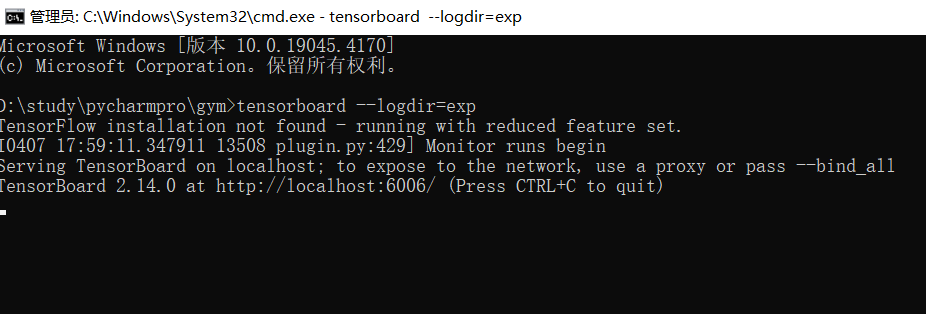 管理员: C:\Windows\System32\cmd.exe - tensorboard --logdir=exp
Microsoft Windows [版本 10.0.19045.4170]
(c) Microsoft Corporation。保留所有权利。
D:\study\pycharmpro\gym>tensorboard --logdir=exp
TensorFlow installation not found - running with reduced feature set.
I0407 17:59:11.347911 13508 plugin.py:429] Monitor runs begin
Serving TensorBoard on localhost; to expose to the network, use a proxy or pass --bind_all
TensorBoard 2.14.0 at http://localhost:6006/ (Press CTRL+C to quit)